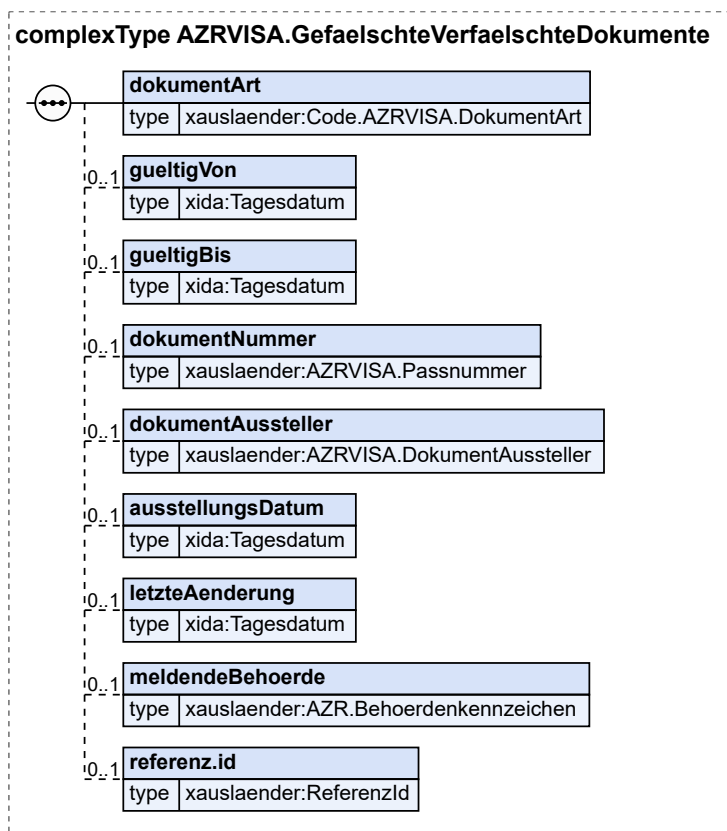 complexType AZRVISA.GefaelschteVerfaelschteDokumente
dokumentArt
type xauslaender:Code.AZRVISA.DokumentArt
0..1 gueltigVon
type xida:Tagesdatum
0..1 gueltigBis
type xida:Tagesdatum
0..1 dokumentNummer
type xauslaender:AZRVISA.Passnummer
0..1 dokumentAussteller
type xauslaender:AZRVISA.DokumentAussteller
0..1 ausstellungsDatum
type xida:Tagesdatum
0..1 letzteAenderung
type xida:Tagesdatum
0..1 meldendeBehoerde
type xauslaender:AZR.Behoerdenkennzeichen
0..1 referenz.id
type xauslaender:ReferenzId